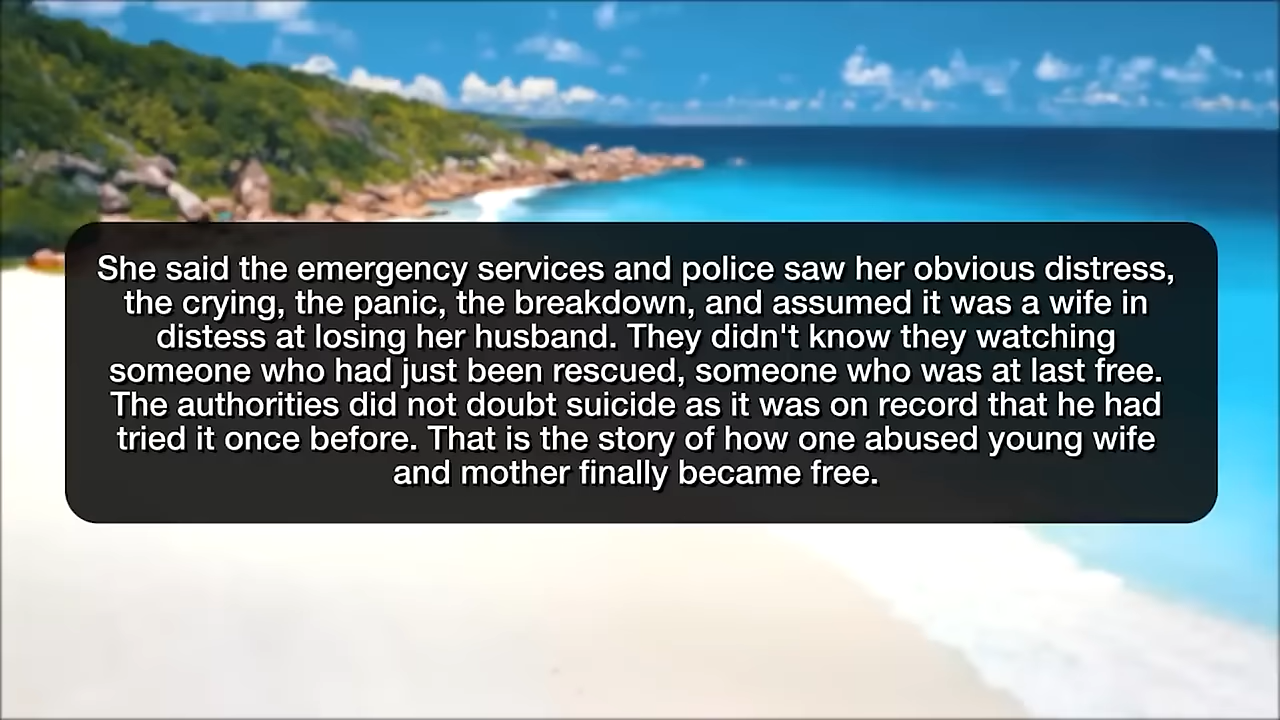 She said the emergency services and police saw her obvious distress,
the crying, the panic, the breakdown, and assumed it was a wife in
distess at losing her husband. They didn't know they watching
someone who had just been rescued, someone who was at last free.
The authorities did not doubt suicide as it was on record that he had
tried it once before. That is the story of how one abused young wife
and mother finally became free.